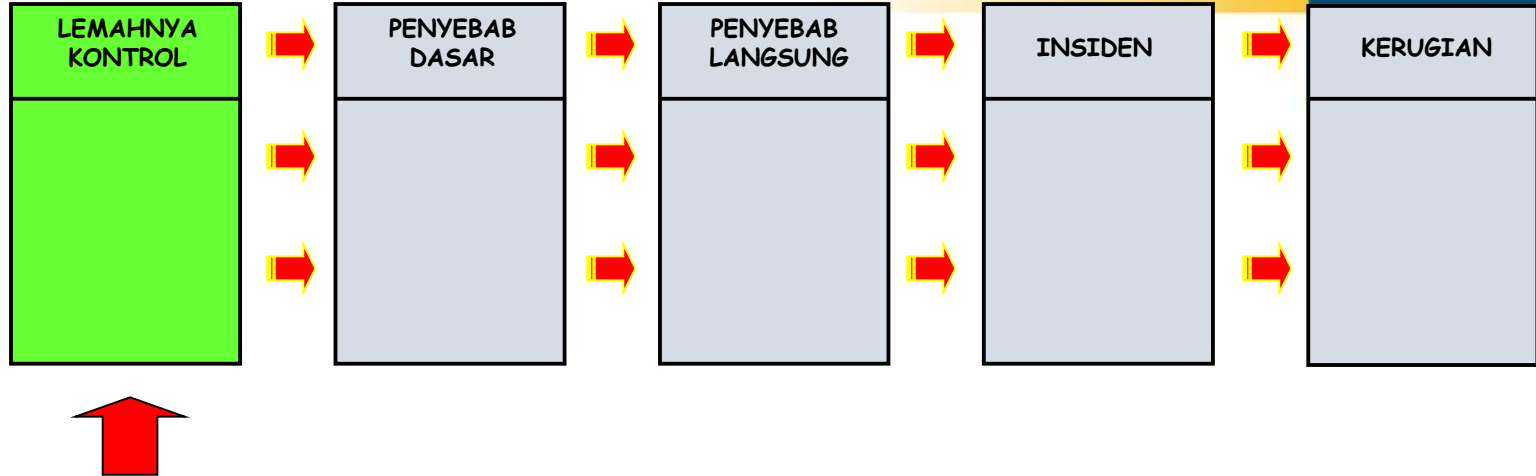 LEMAHNYA
KONTROL
PENYEBAB
DASAR
PENYEBAB
LANGSUNG
INSIDEN
KERUGIAN